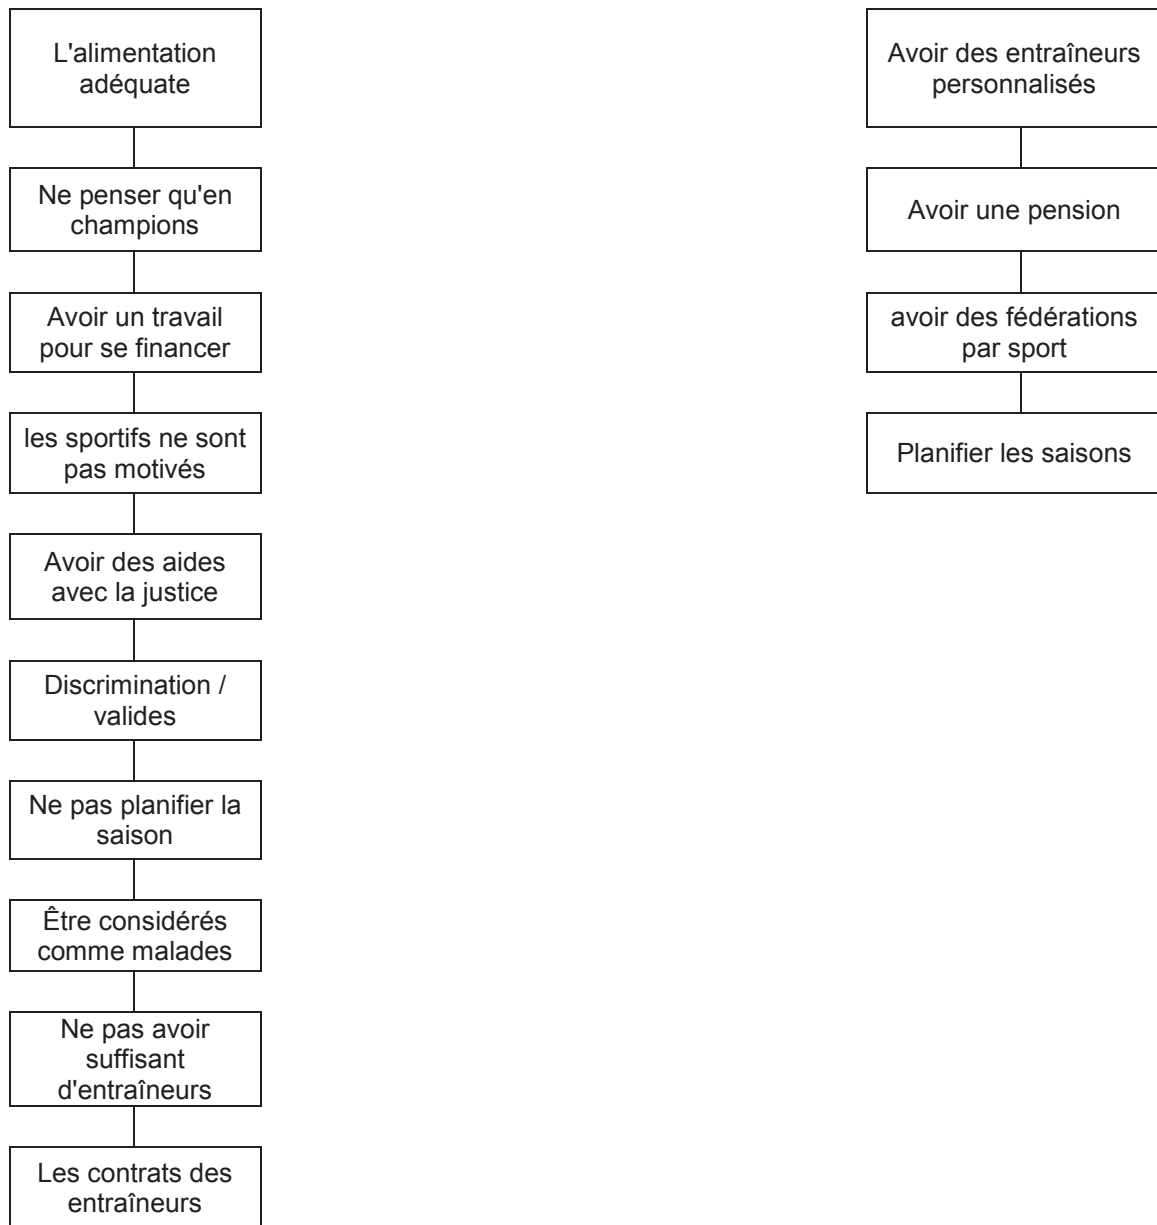 L'alimentation
adéquate
Ne penser qu'en
champions
Avoir un travail
pour se financer
les sportifs ne sont
pas motivés
Avoir des aides
avec la justice
Discrimination /
valides
Ne pas planifier la
saison
Être considérés
comme malades
Ne pas avoir
suffisant
d'entraîneurs
Les contrats des
entraîneurs
Avoir des entraîneurs
personnalisés
Avoir une pension
avoir des fédérations
par sport
Planifier les saisons